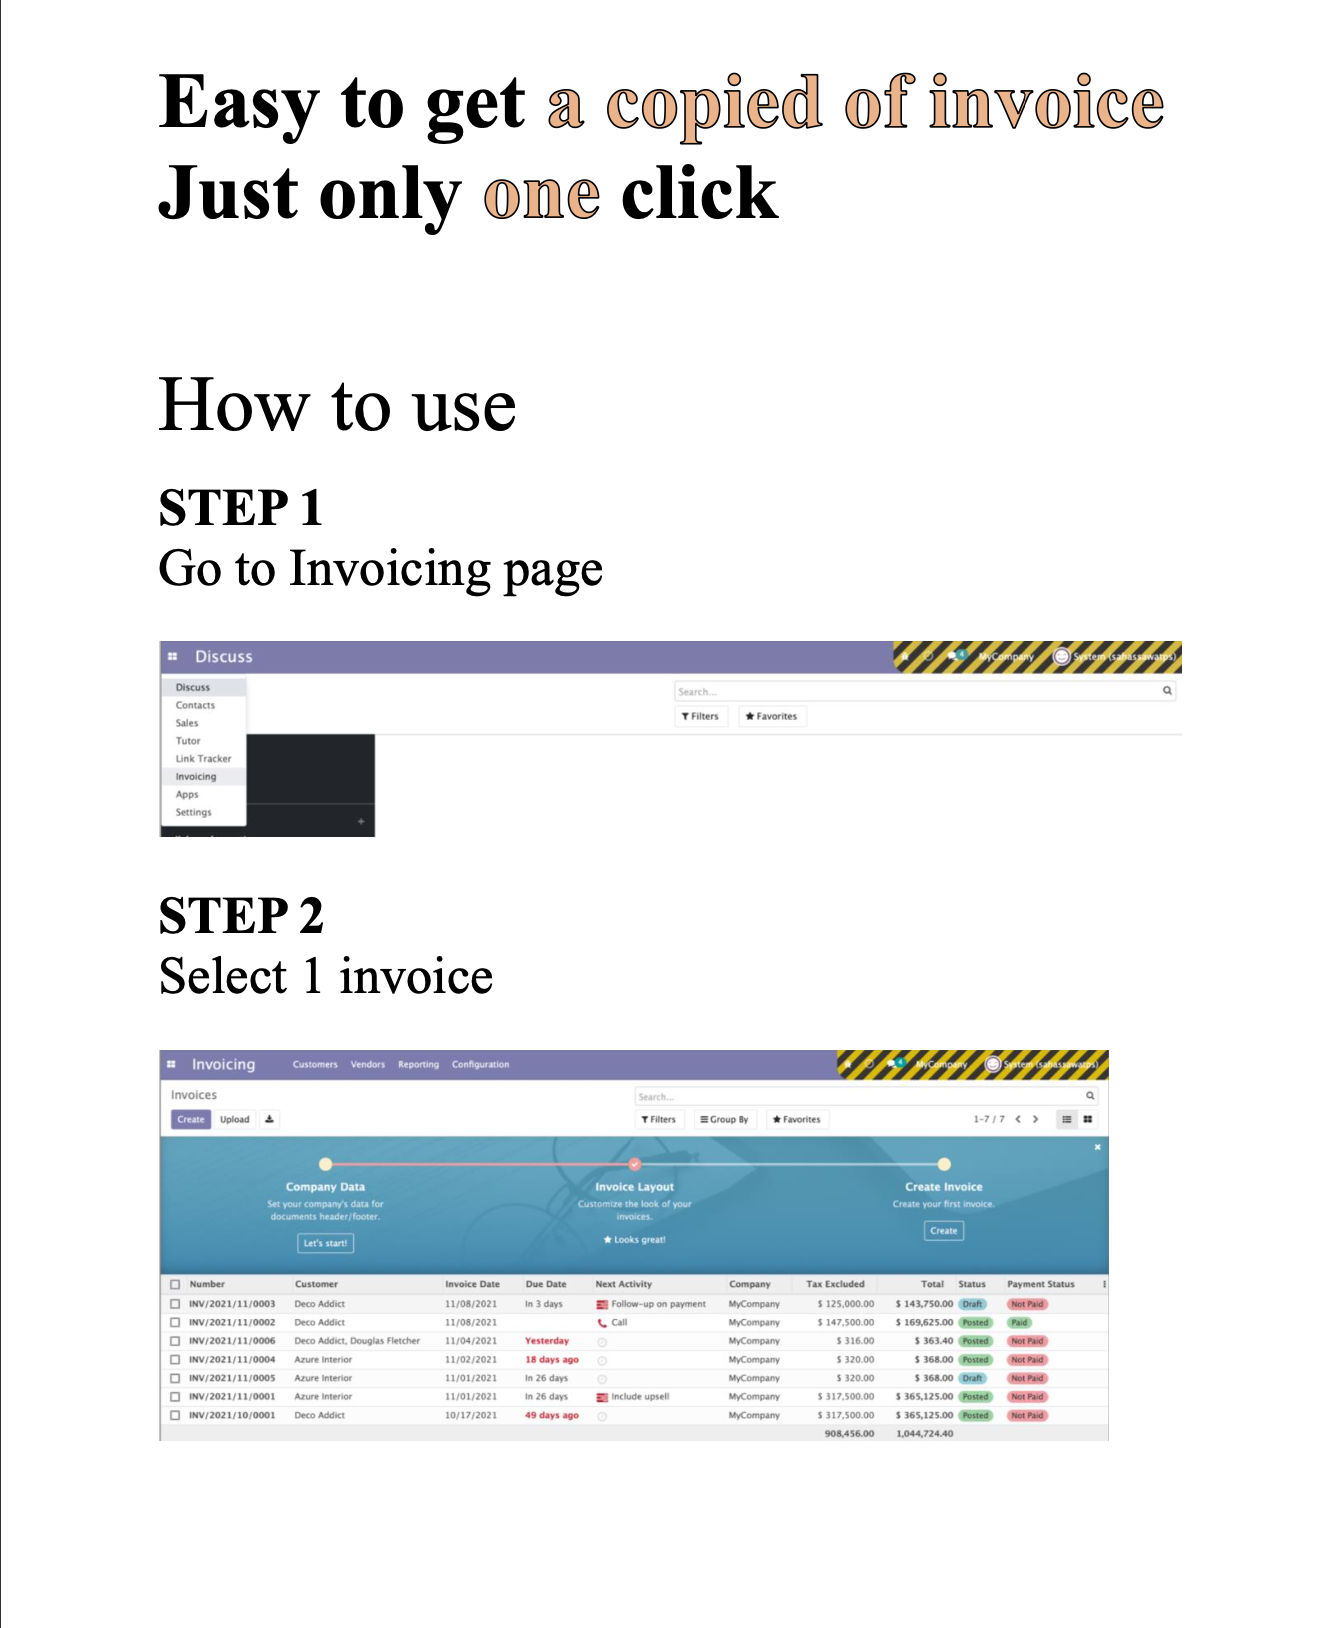 Easy to get a copied of invoice
Just only one click
How to use
STEP 1
Go to Invoicing page
Discuss 4 MyCompany System (sahassawatps)
Discuss
Contacts
Sales
Tutor
Link Tracker
Invoicing
Apps
Settings
Search...
Filters Favorites
+
STEP 2
Select 1 invoice
Invoicing Customers Vendors Reporting Configuration 4 MyCompany System (sahassawatps)
Invoices Search...
Create Upload Filters Group By Favorites 1-7 / 7
Company Data Invoice Layout Create Invoice
Set your company's data for Customize the look of your Create your first invoice.
documents header/footer. invoices.
Let's start! Looks great! Create
Number Customer Invoice Date Due Date Next Activity Company Tax Excluded Total Status Payment Status
INV/2021/11/0003 Deco Addict 11/08/2021 In 3 days Follow-up on payment MyCompany $ 125,000.00 $ 143,750.00 Draft Not Paid
INV/2021/11/0002 Deco Addict 11/08/2021 Call MyCompany $ 147,500.00 $ 169,625.00 Posted Paid
INV/2021/11/0006 Deco Addict, Douglas Fletcher 11/04/2021 Yesterday MyCompany $ 316.00 $ 363.40 Posted Not Paid
INV/2021/11/0004 Azure Interior 11/02/2021 18 days ago MyCompany $ 320.00 $ 368.00 Posted Not Paid
INV/2021/11/0005 Azure Interior 11/01/2021 In 26 days MyCompany $ 320.00 $ 368.00 Draft Not Paid
INV/2021/11/0001 Azure Interior 11/01/2021 In 26 days Include upsell MyCompany $ 317,500.00 $ 365,125.00 Posted Not Paid
INV/2021/10/0001 Deco Addict 10/17/2021 49 days ago MyCompany $ 317,500.00 $ 365,125.00 Posted Not Paid
908,456.00 1,044,724.40